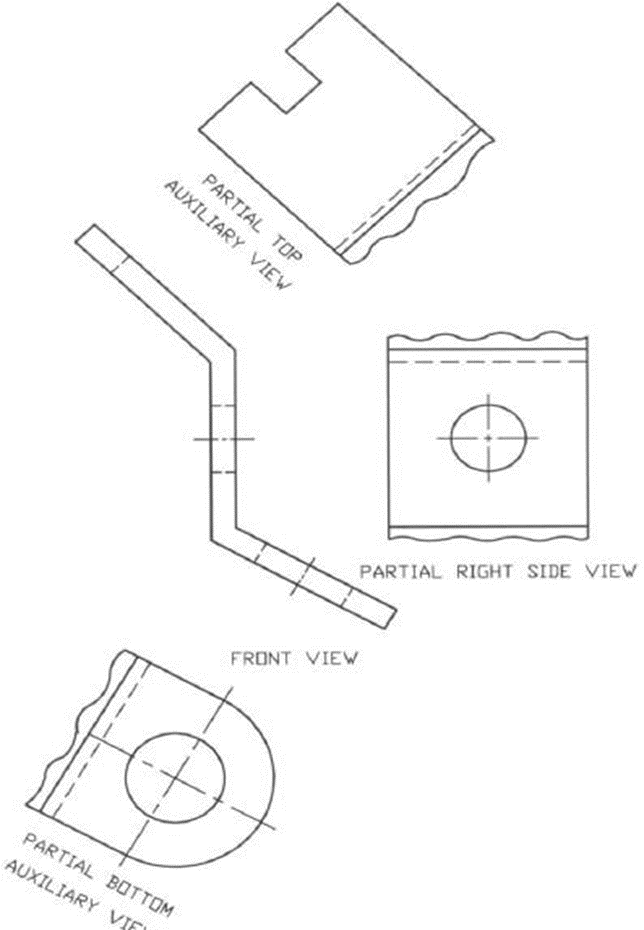 PARTIAL TOP
AUXILIARY VIEW
PARTIAL RIGHT SIDE VIEW
FRONT VIEW
PARTIAL BOTTOM
AUXILIARY